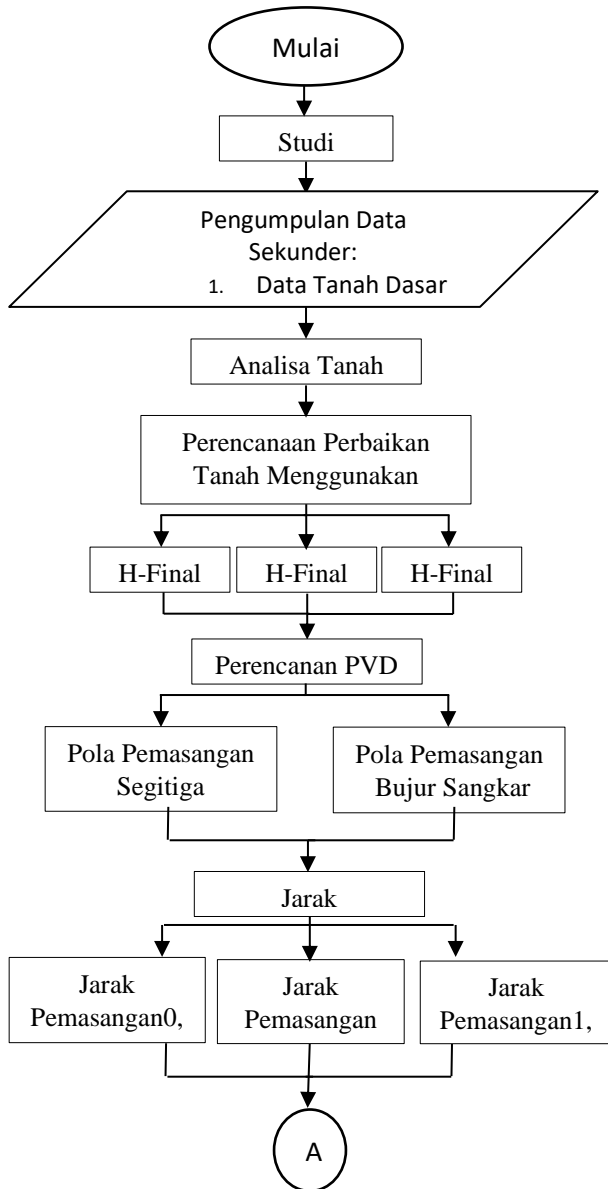 Mulai
Studi
Pengumpulan Data
Sekunder:
1. Data Tanah Dasar
Analisa Tanah
Perencanaan Perbaikan
Tanah Menggunakan
H-Final
H-Final
H-Final
Perencanan PVD
Pola Pemasangan
Segitiga
Pola Pemasangan
Bujur Sangkar
Jarak
Jarak
Pemasangan0,
Jarak
Pemasangan
Jarak
Pemasangan1,
A